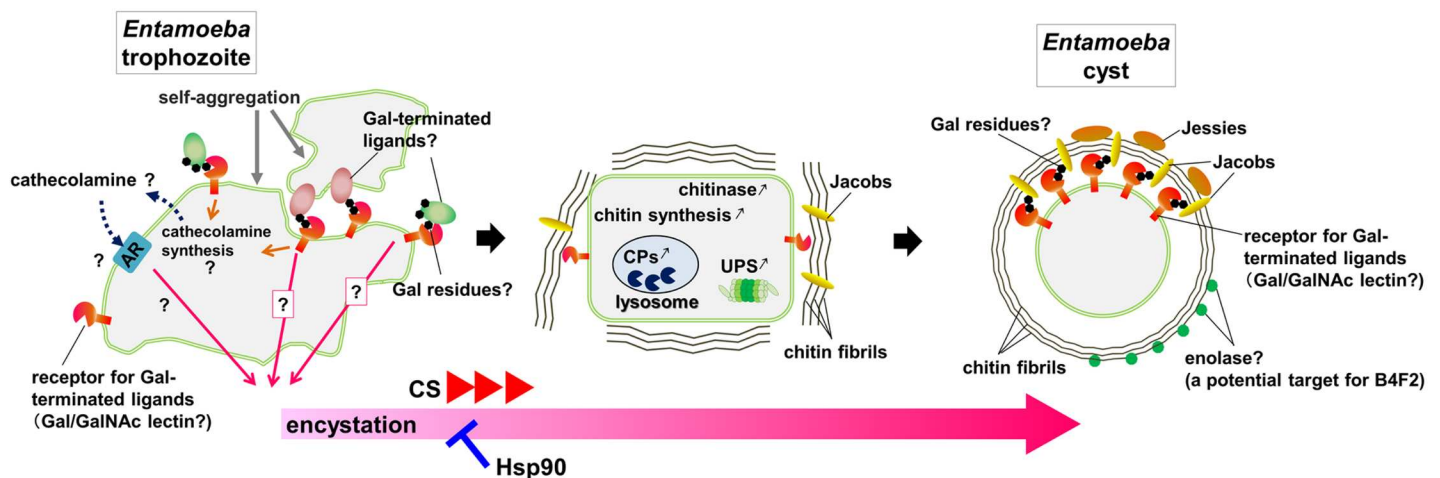 Entamoeba
trophozoite
self-aggregation
Gal-terminated
ligands?
cathecolamine ?
cathecolamine
synthesis
?
AR
?
?
?
?
Gal residues?
receptor for Gal-
terminated ligands
(Gal/GalNAc lectin?)
chitinase↗
chitin synthesis ↗
CPs↗
lysosome
UPS↗
Jacobs
chitin fibrils
Entamoeba
cyst
Gal residues?
Jessies
Jacobs
receptor for Gal-
terminated ligands
(Gal/GalNAc lectin?)
chitin fibrils
enolase?
(a potential target for B4F2)
CS
encystation
Hsp90